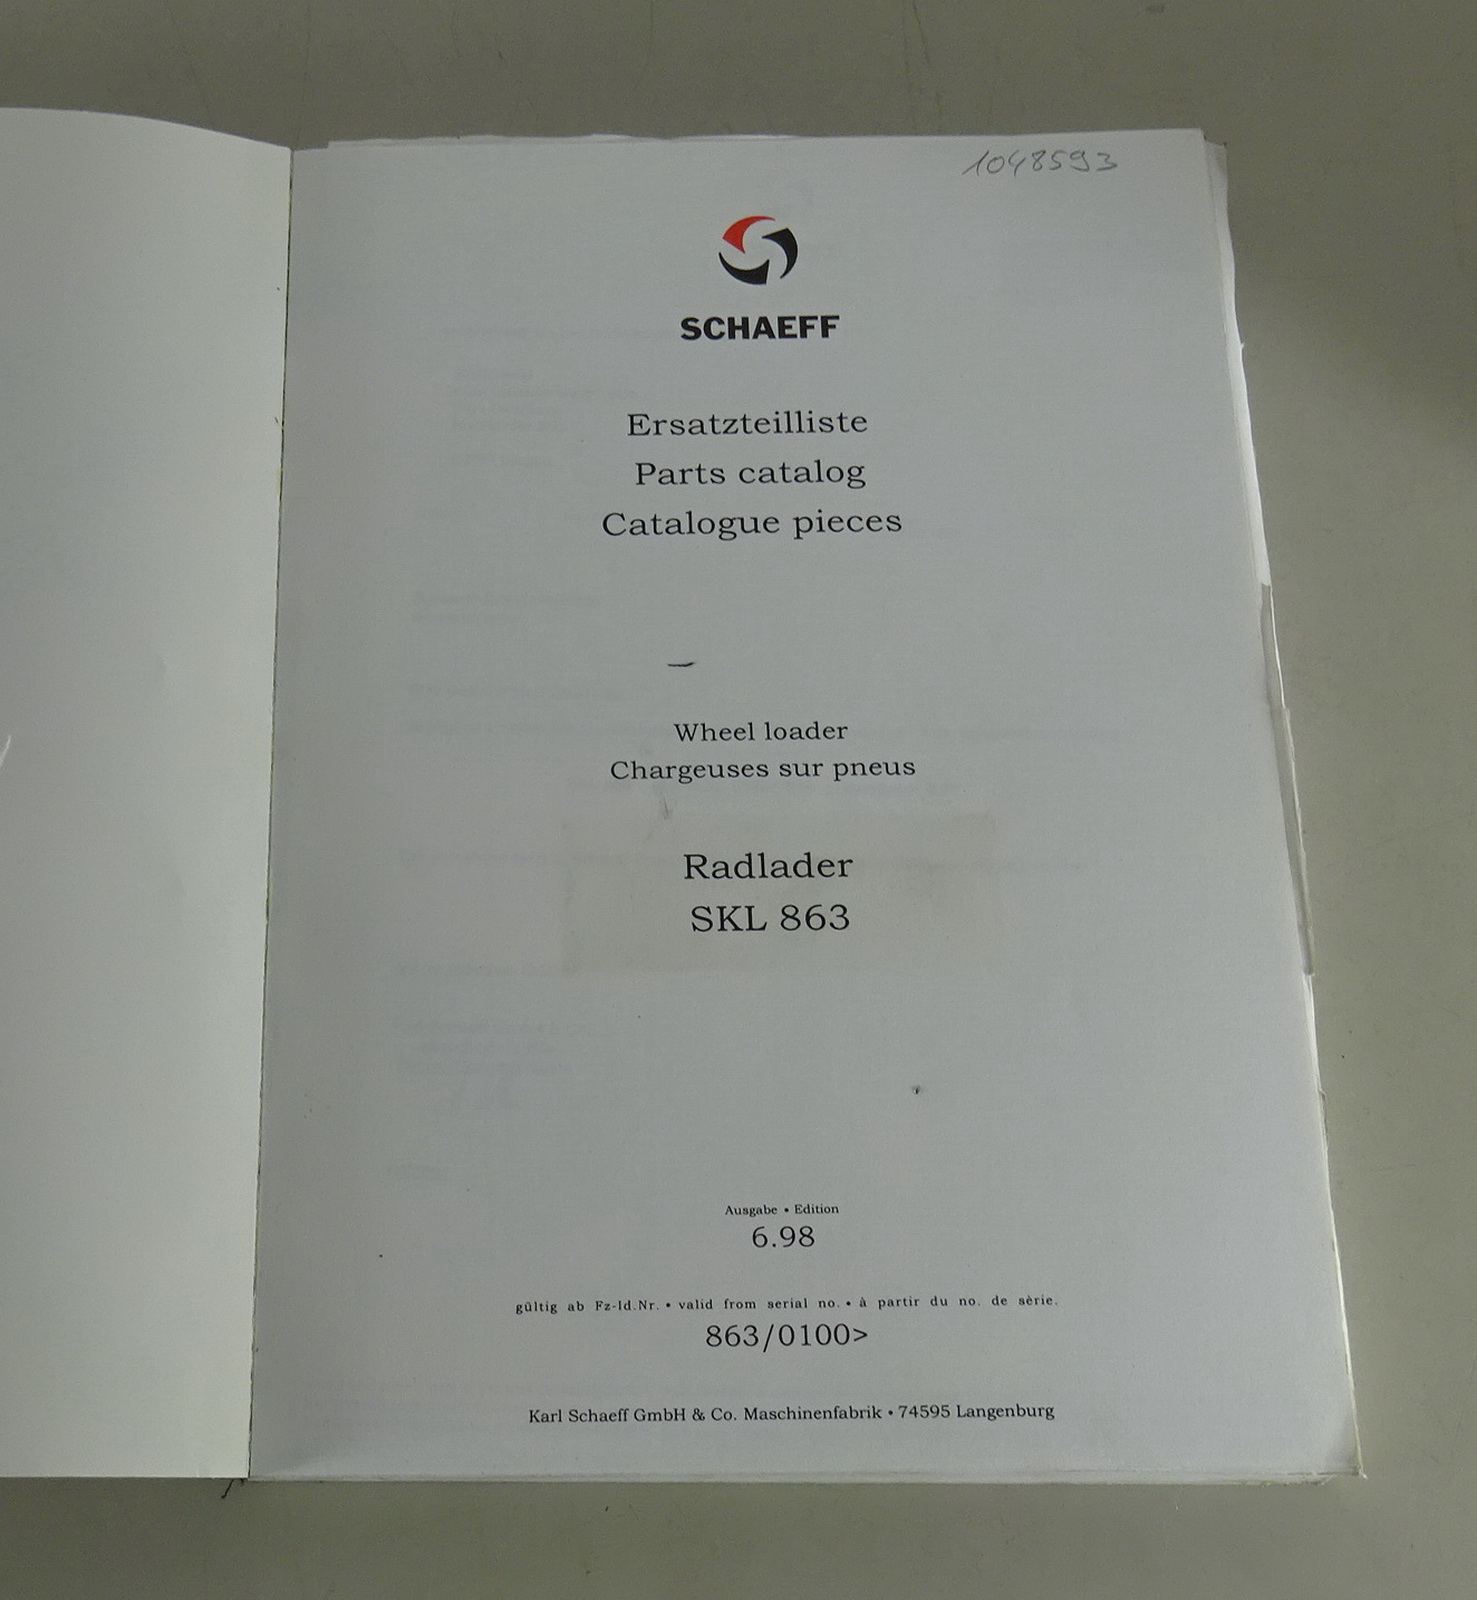 1048593
SCHAEFF
Ersatzteilliste
Parts catalog
Catalogue pieces
Wheel loader
Chargeuses sur pneus
Radlader
SKL 863
Ausgabe • Edition
6.98
gültig ab Fz-Id.Nr. • valid from serial no. • à partir du no. de sèrie.
863/0100>
Karl Schaeff GmbH & Co. Maschinenfabrik • 74595 Langenburg